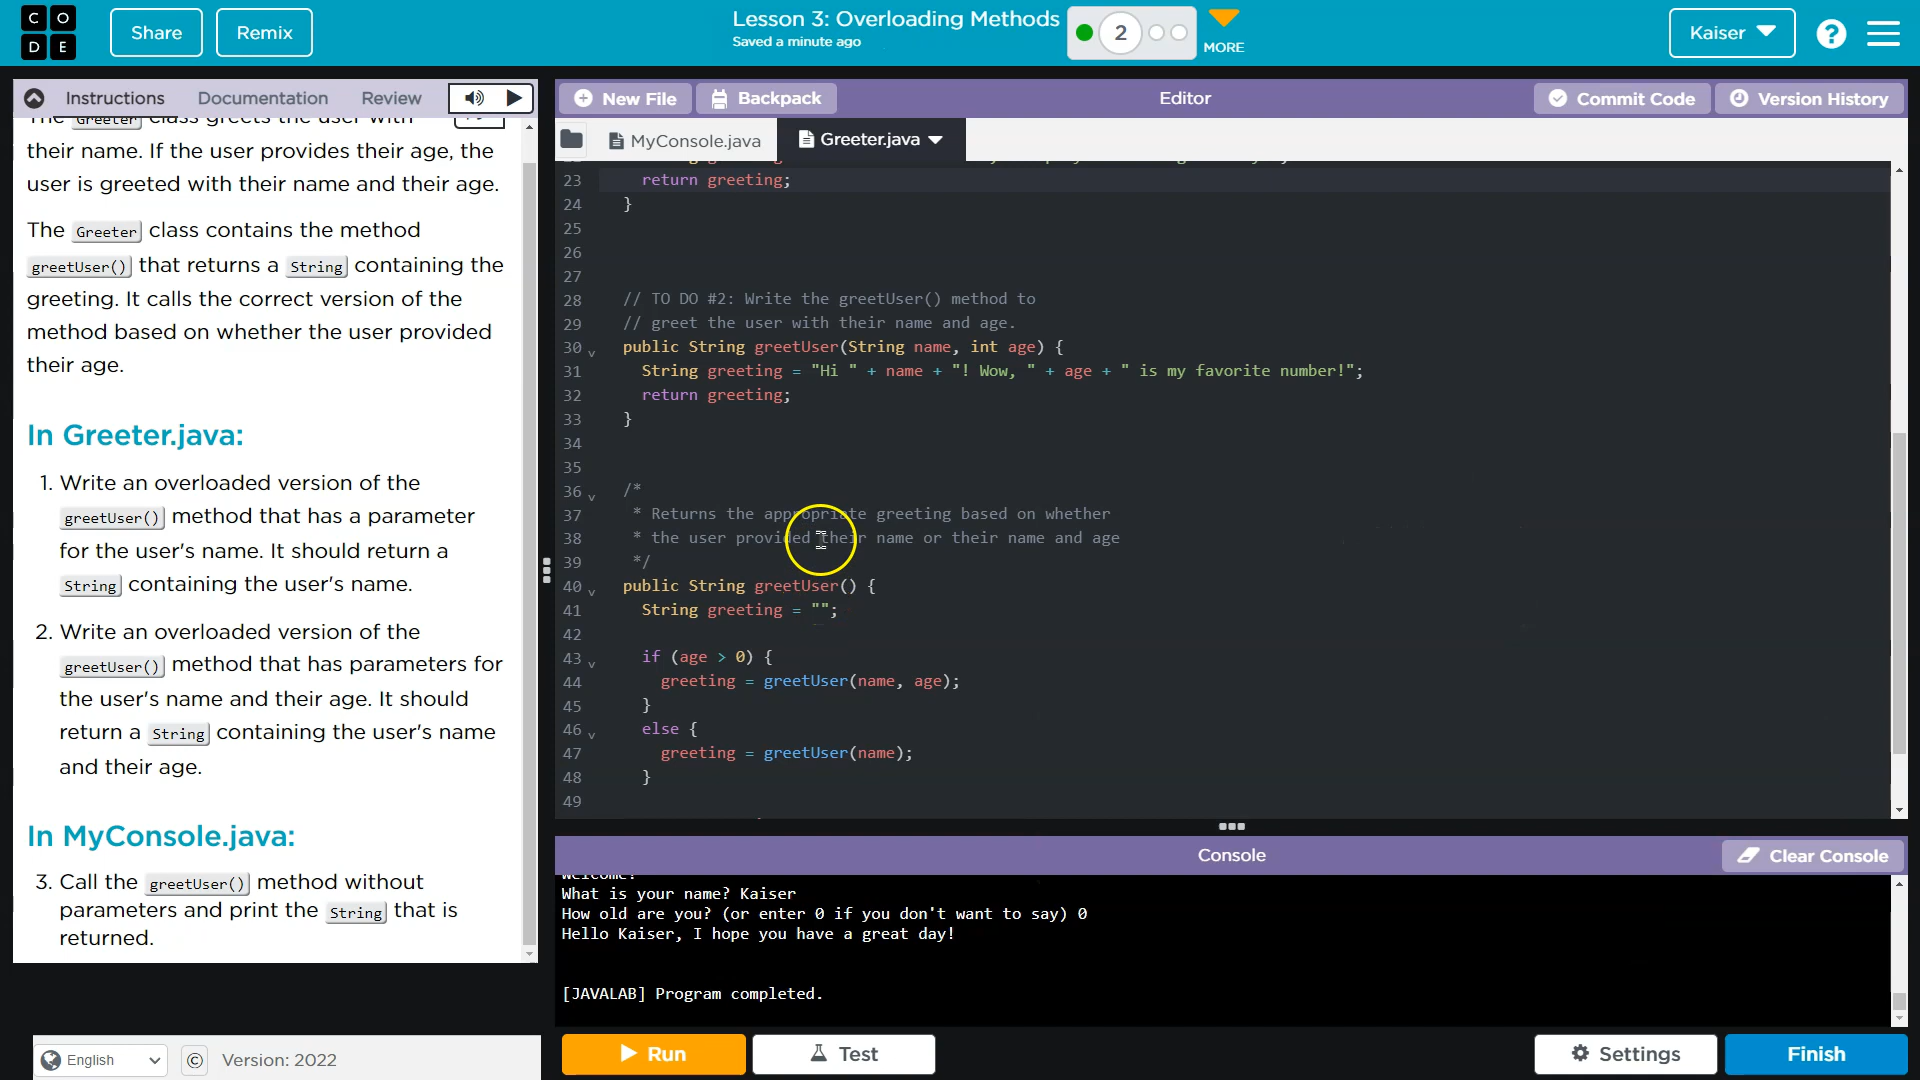 C O
D E
Share
Remix
Lesson 3: Overloading Methods
Saved a minute ago
2
MORE
Kaiser
?
Instructions
Documentation
Review
The Greeter class greets the user with
their name. If the user provides their age, the
user is greeted with their name and their age.
The Greeter class contains the method
greetUser() that returns a String containing the
greeting. It calls the correct version of the
method based on whether the user provided
their age.
In Greeter.java:
1. Write an overloaded version of the
greetUser() method that has a parameter
for the user's name. It should return a
String containing the user's name.
2. Write an overloaded version of the
greetUser() method that has parameters for
the user's name and their age. It should
return a String containing the user's name
and their age.
In MyConsole.java:
3. Call the greetUser() method without
parameters and print the String that is
returned.
English
©
Version: 2022
New File
Backpack
Editor
Commit Code
Version History
MyConsole.java
Greeter.java
23 return greeting;
24 }
25
26
27
28 // TO DO #2: Write the greetUser() method to
29 // greet the user with their name and age.
30 public String greetUser(String name, int age) {
31 String greeting = "Hi " + name + "! Wow, " + age + " is my favorite number!";
32 return greeting;
33 }
34
35
36 /*
37 * Returns the appropriate greeting based on whether
38 * the user provided their name or their name and age
39 */
40 public String greetUser() {
41 String greeting = "";
42
43 if (age > 0) {
44 greeting = greetUser(name, age);
45 }
46 else {
47 greeting = greetUser(name);
48 }
49
Console
Clear Console
Welcome!
What is your name? Kaiser
How old are you? (or enter 0 if you don't want to say) 0
Hello Kaiser, I hope you have a great day!
[JAVALAB] Program completed.
Run
Test
Settings
Finish